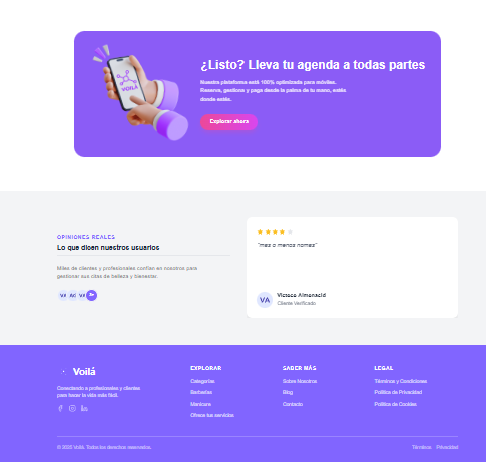 ¿Listo? Lleva tu agenda a todas partes
Nuestra plataforma está 100% optimizada para móviles.
Reserva, gestiona y paga desde la palma de tu mano, estés
donde estés.
Explorar ahora
VOILÀ
OPINIONES REALES
Lo que dicen nuestros usuarios
Miles de clientes y profesionales confían en nosotros para
gestionar sus citas de belleza y bienestar.
VA AC VA
"mas o menos nomas"
VA
Victoco Almonacid
Cliente Verificado
Voilá
Conectando a profesionales y clientes
para hacer la vida más fácil.
EXPLORAR
Categorías
Barberías
Manicura
Ofrece tus servicios
SABER MÁS
Sobre Nosotros
Blog
Contacto
LEGAL
Términos y Condiciones
Política de Privacidad
Política de Cookies
Voilá. Todos los derechos reservados.
Términos Privacidad